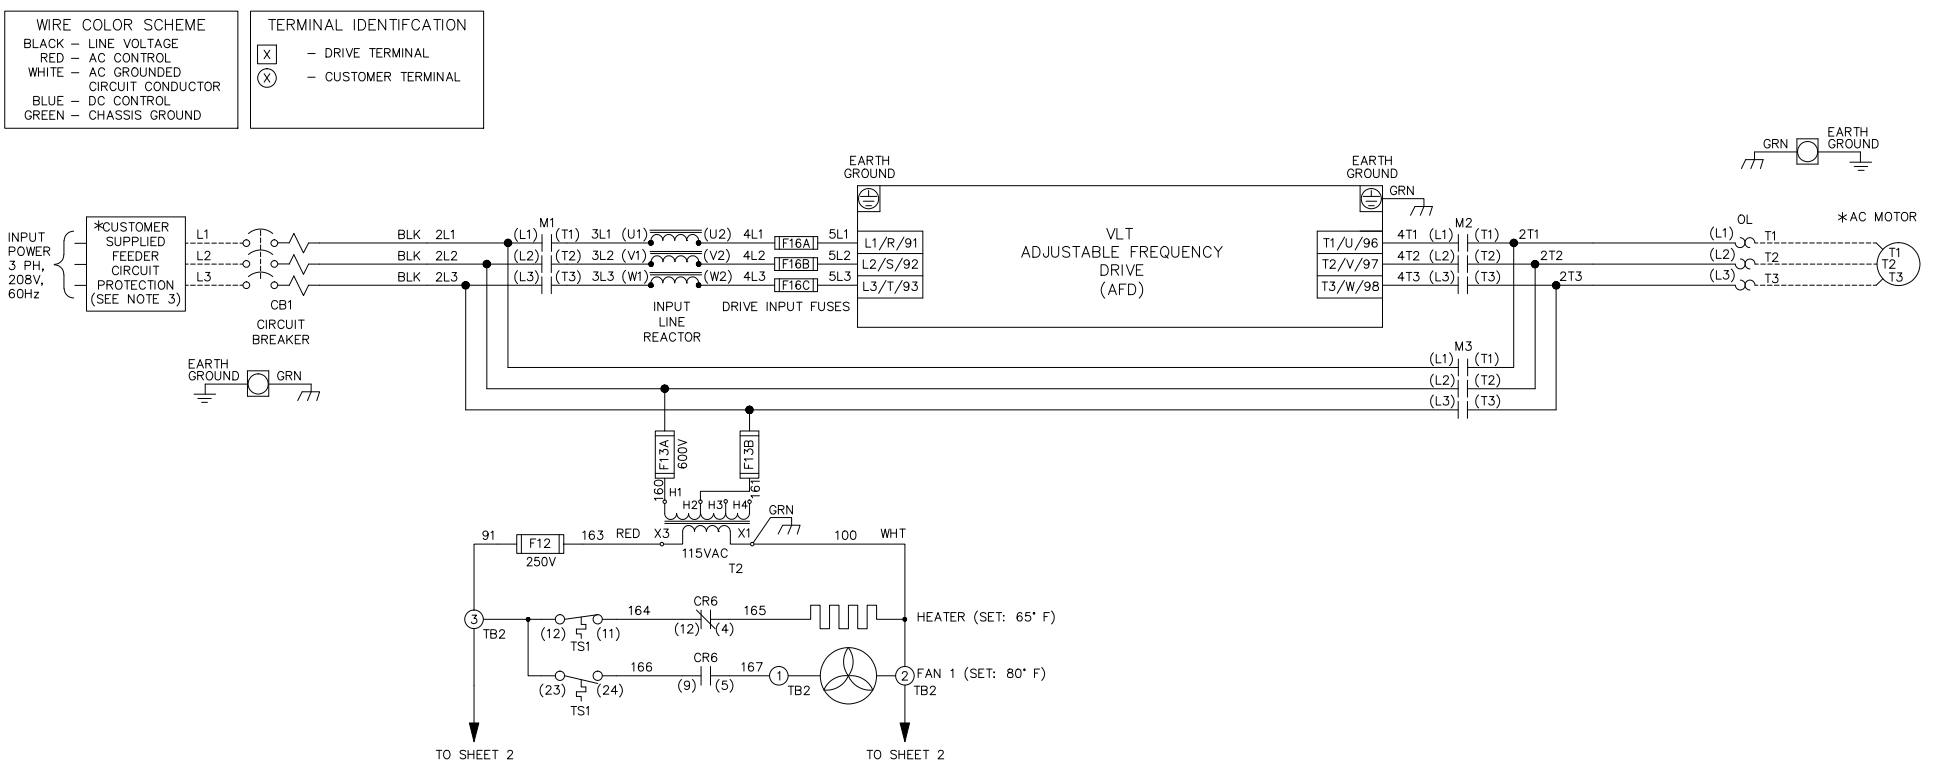 WIRE COLOR SCHEME
BLACK – LINE VOLTAGE
RED – AC CONTROL
WHITE – AC GROUNDED
CIRCUIT CONDUCTOR
BLUE – DC CONTROL
GREEN – CHASSIS GROUND
TERMINAL IDENTIFCATION
X – DRIVE TERMINAL
X – CUSTOMER TERMINAL
INPUT
POWER
3 PH,
208V,
60Hz
*CUSTOMER
SUPPLIED
FEEDER
CIRCUIT
PROTECTION
(SEE NOTE 3)
L1
L2
L3
CB1
CIRCUIT
BREAKER
EARTH
GROUND
GRN
BLK 2L1
BLK 2L2
BLK 2L3
M1
(L1) (T1) 3L1 (U1) (U2) 4L1 F16A 5L1
(L2) (T2) 3L2 (V1) (V2) 4L2 F16B 5L2
(L3) (T3) 3L3 (W1) (W2) 4L3 F16C 5L3
INPUT
LINE
REACTOR
DRIVE INPUT FUSES
EARTH
GROUND
L1/R/91
L2/S/92
L3/T/93
VLT
ADJUSTABLE FREQUENCY
DRIVE
(AFD)
EARTH
GROUND
GRN
T1/U/96
T2/V/97
T3/W/98
M2
4T1 (L1) (T1) 2T1
4T2 (L2) (T2) 2T2
4T3 (L3) (T3) 2T3
GRN
EARTH
GROUND
OL
(L1) T1
(L2) T2
(L3) T3
*AC MOTOR
T1
T2
T3
M3
(L1) (T1)
(L2) (T2)
(L3) (T3)
F13A
600V
F13B
160
H1
H2
H3
H4
161
GRN
91
F12
250V
163 RED X3
115VAC
X1
T2
100 WHT
3
TB2
(12) (11)
TS1
164
CR6
(12) (4)
165
HEATER (SET: 65° F)
(23) (24)
TS1
166
CR6
(9) (5)
167
1
TB2
2
TB2
FAN 1 (SET: 80° F)
TO SHEET 2
TO SHEET 2